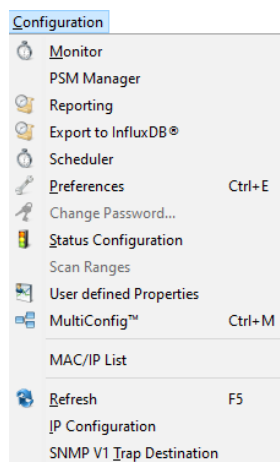 Configuration
Monitor
PSM Manager
Reporting
Export to InfluxDB®
Scheduler
Preferences Ctrl+E
Change Password...
Status Configuration
Scan Ranges
User defined Properties
MultiConfig™ Ctrl+M
MAC/IP List
Refresh F5
IP Configuration
SNMP V1 Trap Destination